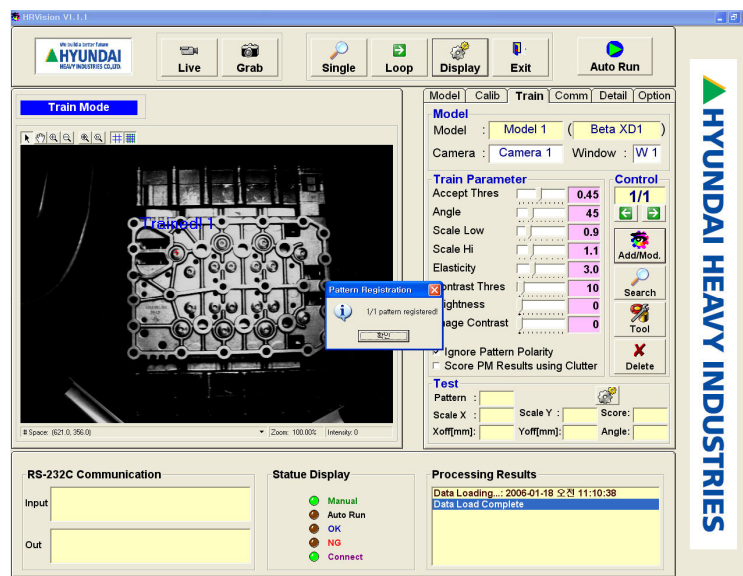 HRVision V1.1.1
We build a better future
HYUNDAI
HEAVY INDUSTRIES CO.,LTD.
Live
Grab
Single
Loop
Display
Exit
Auto Run
Train Mode
Model Calib Train Comm Detail Option
Model
Model : Model 1 ( Beta XD1 )
Camera : Camera 1 Window : W 1
Train Parameter
Accept Thres 0.45
Angle 45
Scale Low 0.9
Scale Hi 1.1
Elasticity 3.0
ontrast Thres 10
ightness 0
age Contrast 0
Ignore Pattern Polarity
Score PM Results using Clutter
Control
1/1
Add/Mod.
Search
Tool
Delete
Trainedl 1
Pattern Registration
1/1 pattern registered!
확인
Test
Pattern :
Scale X : Scale Y : Score:
Xoff[mm]: Yoff[mm]: Angle:
# Space: (621.0, 356.0) Zoom: 100.00% Intensity: 0
RS-232C Communication
Input
Out
Statue Display
Manual
Auto Run
OK
NG
Connect
Processing Results
Data Loading...: 2006-01-18 오전 11:10:38
Data Load Complete
HYUNDAI HEAVY INDUSTRIES